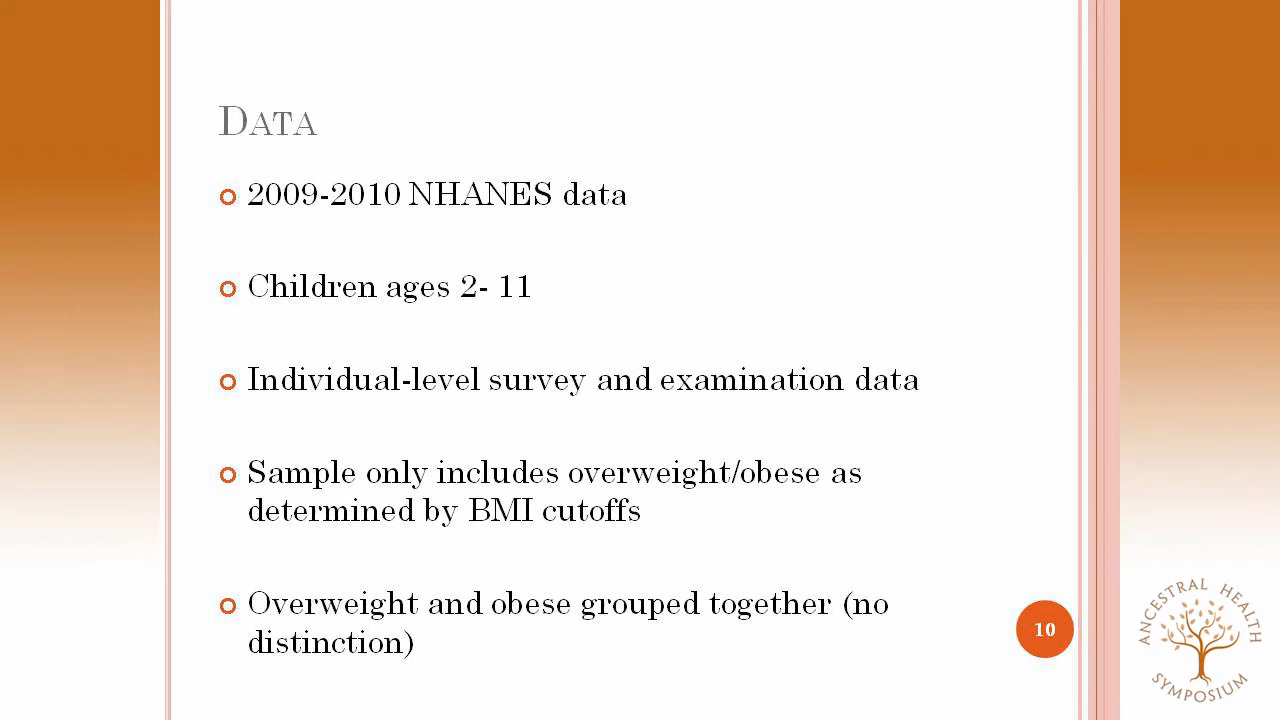 DATA
2009-2010 NHANES data
Children ages 2- 11
Individual-level survey and examination data
Sample only includes overweight/obese as
determined by BMI cutoffs
Overweight and obese grouped together (no
distinction)
10
ANCESTRAL HEALTH
SYMPOSIUM